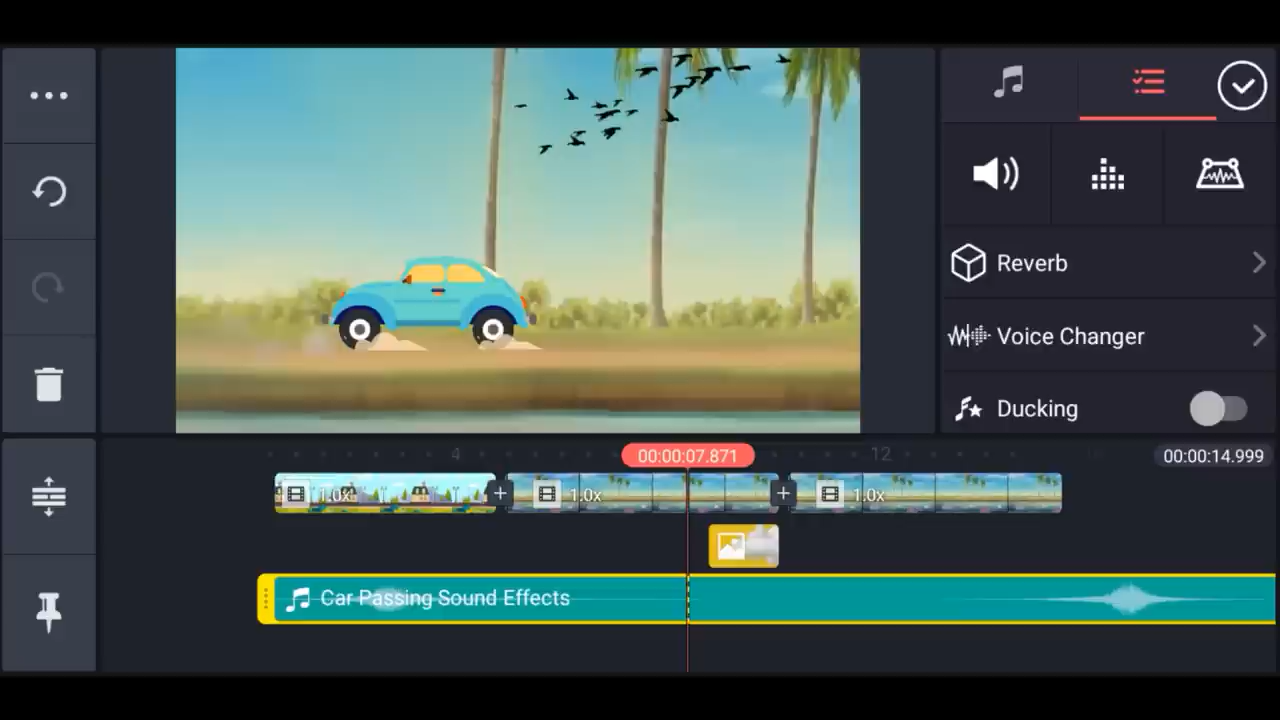 Reverb
Voice Changer
Ducking
4
00:00:07.871
12
00:00:14.999
1.0x
1.0x
1.0x
Car Passing Sound Effects